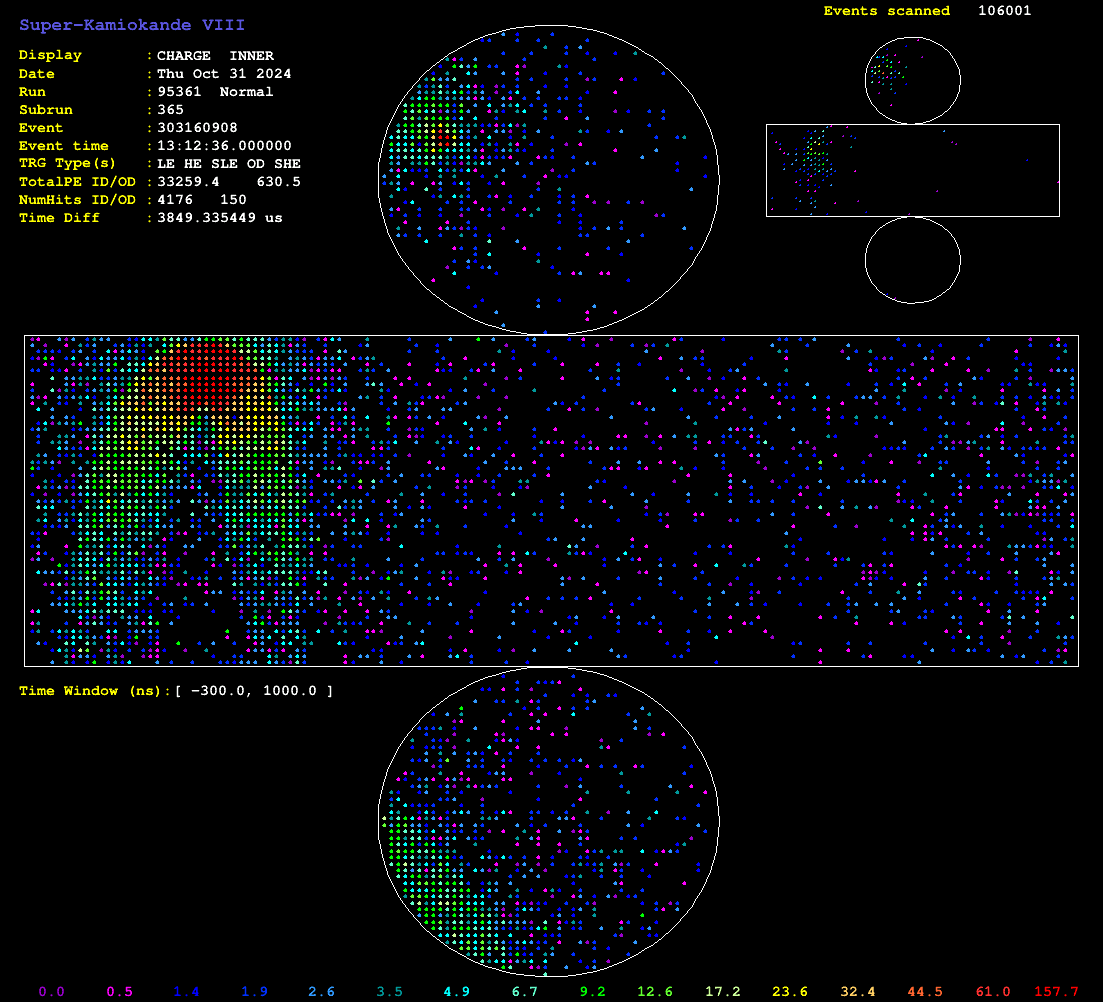 Super-Kamiokande VIII
Events scanned 106001
Display :CHARGE INNER
Date :Thu Oct 31 2024
Run :95361 Normal
Subrun :365
Event :303160908
Event time :13:12:36.000000
TRG Type(s) :LE HE SLE OD SHE
TotalPE ID/OD :33259.4 630.5
NumHits ID/OD :4176 150
Time Diff :3849.335449 us
Time Window (ns):[ −300.0, 1000.0 ]
0.0 0.5 1.4 1.9 2.6 3.5 4.9 6.7 9.2 12.6 17.2 23.6 32.4 44.5 61.0 157.7